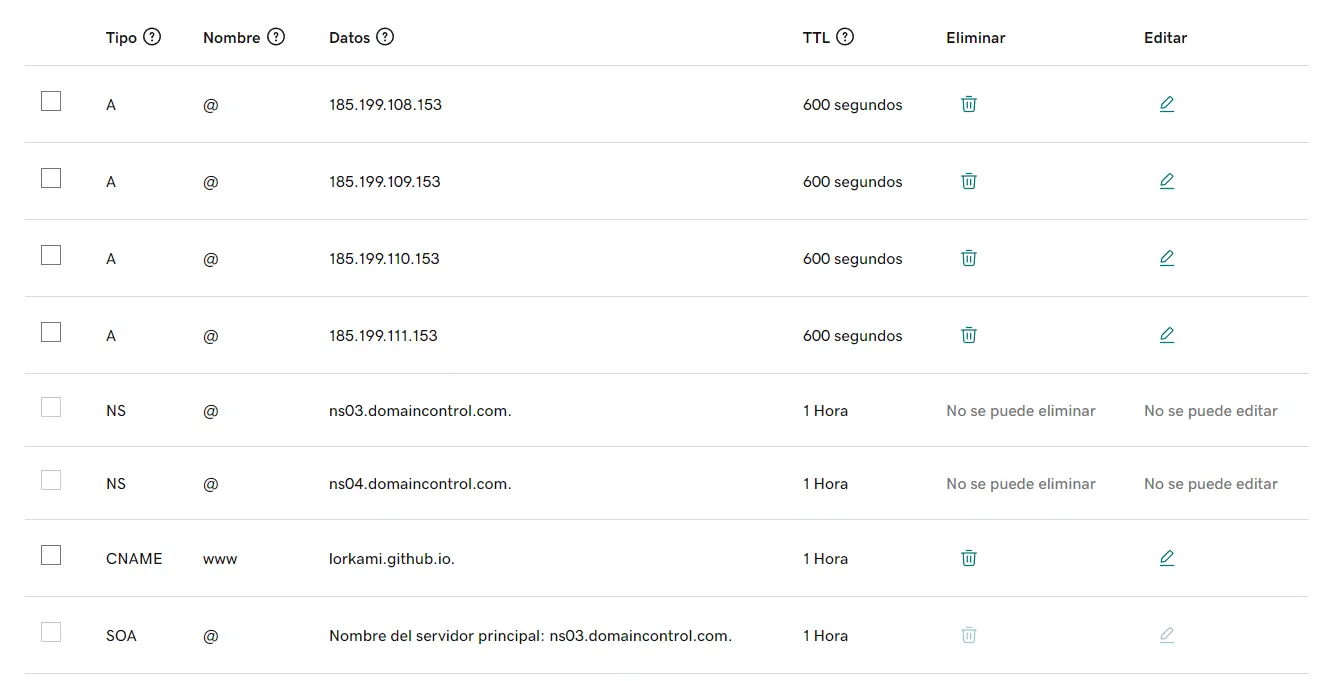 Tipo ? Nombre ? Datos ? TTL ? Eliminar Editar
A @ 185.199.108.153 600 segundos
A @ 185.199.109.153 600 segundos
A @ 185.199.110.153 600 segundos
A @ 185.199.111.153 600 segundos
NS @ ns03.domaincontrol.com. 1 Hora No se puede eliminar No se puede editar
NS @ ns04.domaincontrol.com. 1 Hora No se puede eliminar No se puede editar
CNAME www lorkami.github.io. 1 Hora
SOA @ Nombre del servidor principal: ns03.domaincontrol.com. 1 Hora